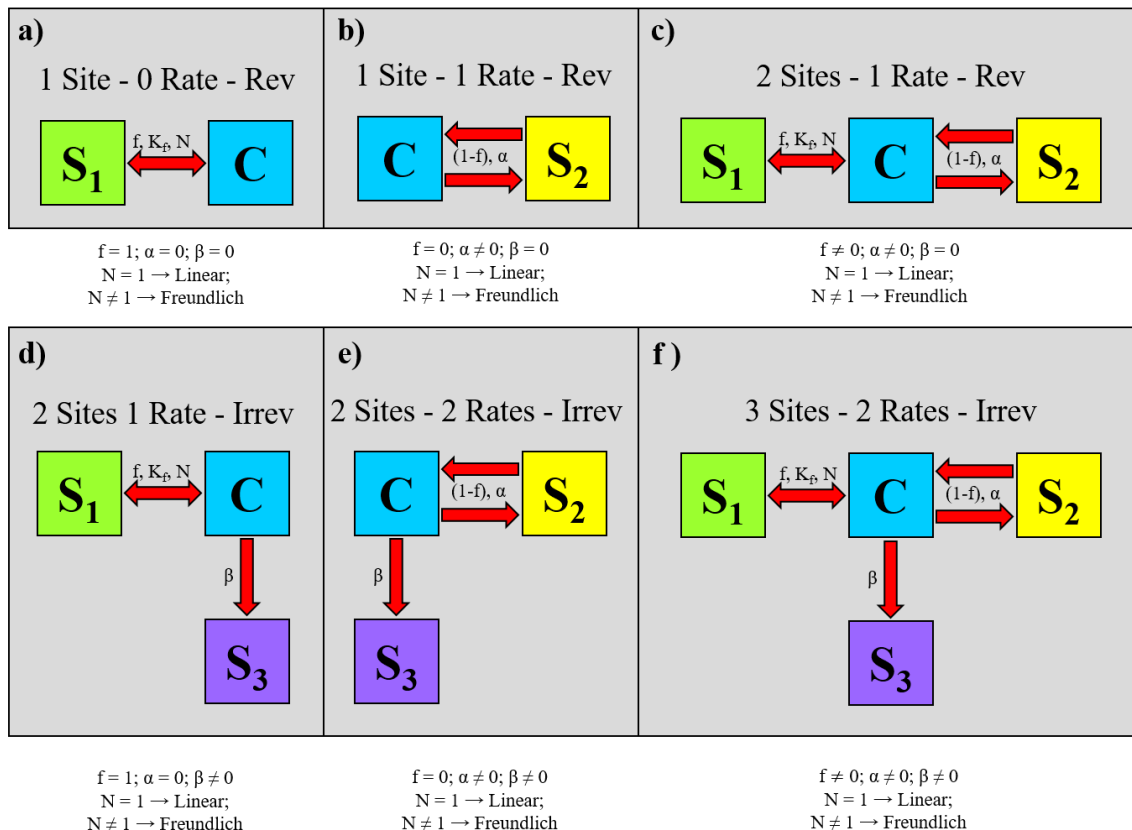 a)
1 Site - 0 Rate - Rev
S1
f, Kf, N
C
f = 1; α = 0; β = 0
N = 1 → Linear;
N ≠ 1 → Freundlich
b)
1 Site - 1 Rate - Rev
C
(1-f), α
S2
f = 0; α ≠ 0; β = 0
N = 1 → Linear;
N ≠ 1 → Freundlich
c)
2 Sites - 1 Rate - Rev
S1
f, Kf, N
C
(1-f), α
S2
f ≠ 0; α ≠ 0; β = 0
N = 1 → Linear;
N ≠ 1 → Freundlich
d)
2 Sites 1 Rate - Irrev
S1
f, Kf, N
C
β
S3
f = 1; α = 0; β ≠ 0
N = 1 → Linear;
N ≠ 1 → Freundlich
e)
2 Sites - 2 Rates - Irrev
C
(1-f), α
S2
β
S3
f = 0; α ≠ 0; β ≠ 0
N = 1 → Linear;
N ≠ 1 → Freundlich
f)
3 Sites - 2 Rates - Irrev
S1
f, Kf, N
C
(1-f), α
S2
β
S3
f ≠ 0; α ≠ 0; β ≠ 0
N = 1 → Linear;
N ≠ 1 → Freundlich